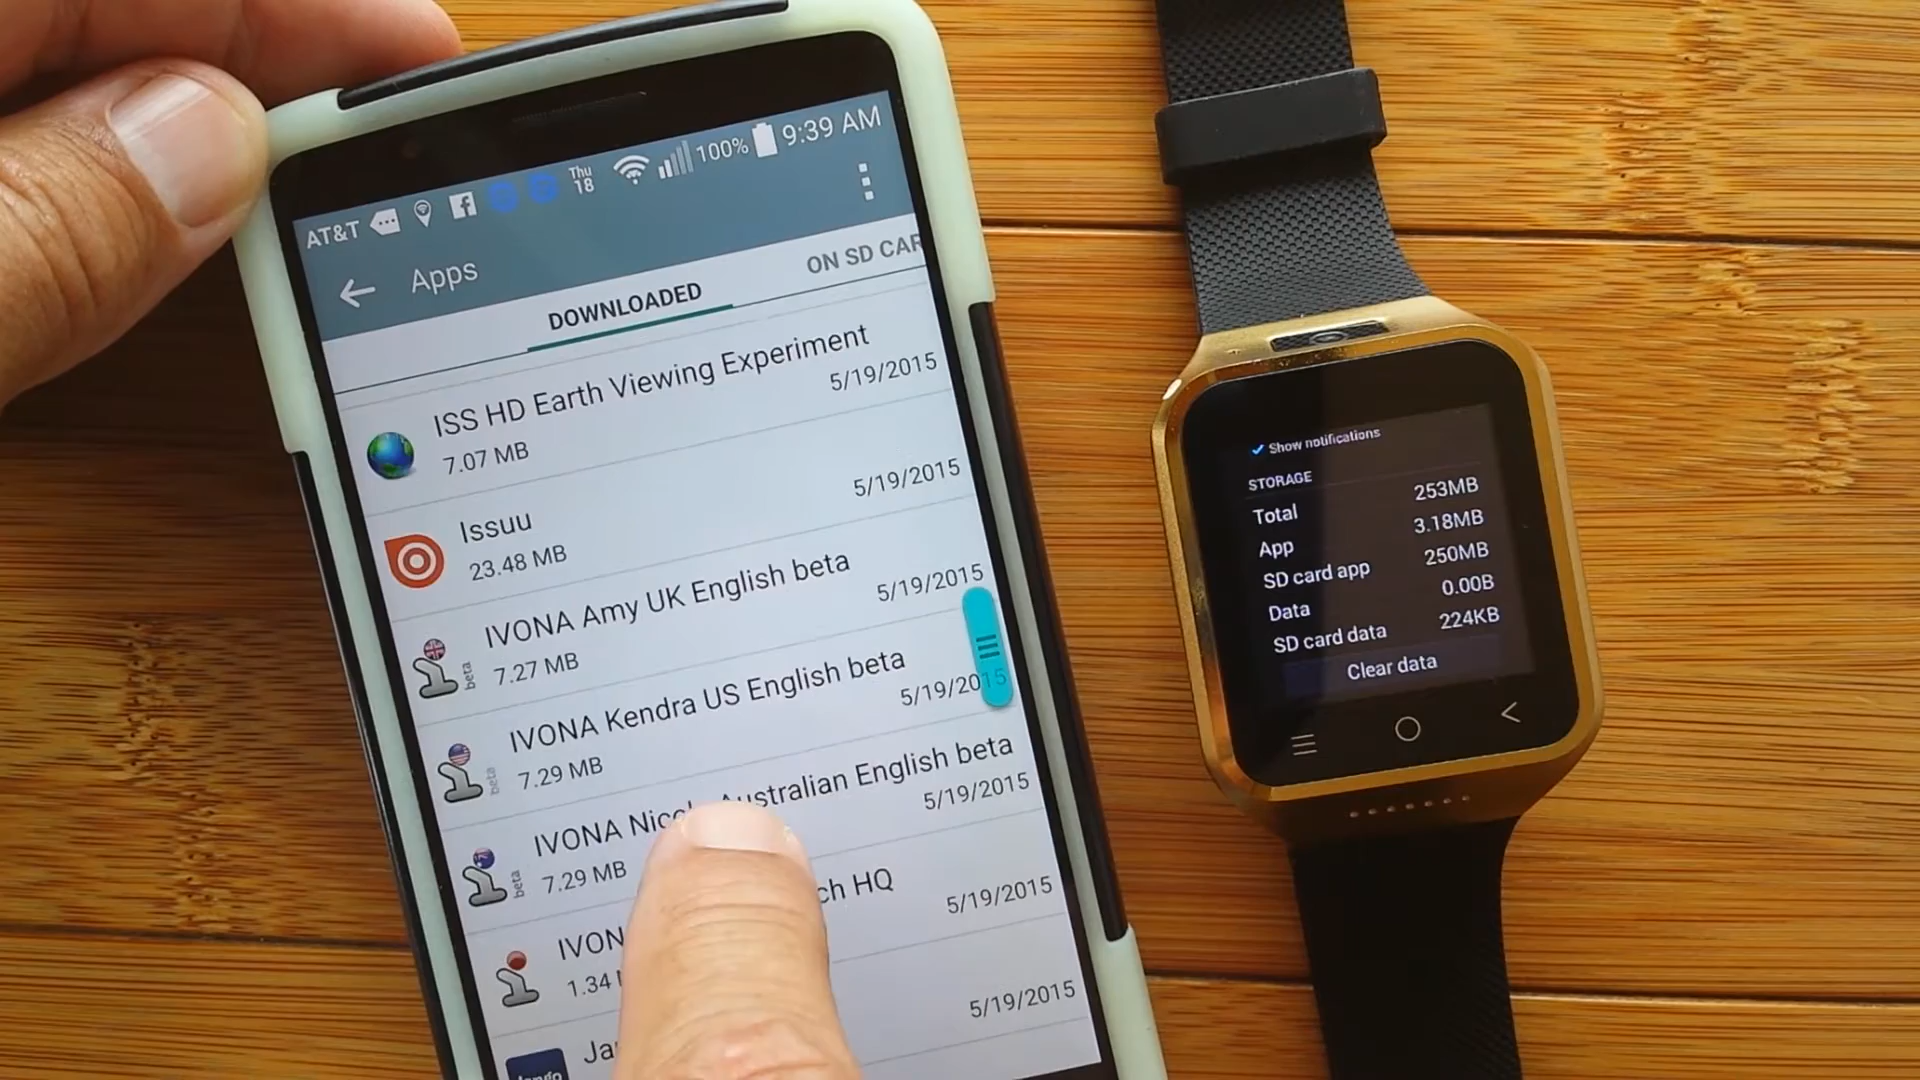 AT&T Thu 18 100% 9:39 AM
Apps
DOWNLOADED ON SD CAR
ISS HD Earth Viewing Experiment
7.07 MB 5/19/2015
Issuu
23.48 MB 5/19/2015
IVONA Amy UK English beta
7.27 MB 5/19/2015
beta
IVONA Kendra US English beta
7.29 MB 5/19/2015
beta
IVONA Australian English beta
7.29 MB 5/19/2015
beta
IVON ch HQ
1.34 5/19/2015
Ja
5/19/2015
Show notifications
STORAGE
Total 253MB
App 3.18MB
SD card app 250MB
Data 0.00B
SD card data 224KB
Clear data